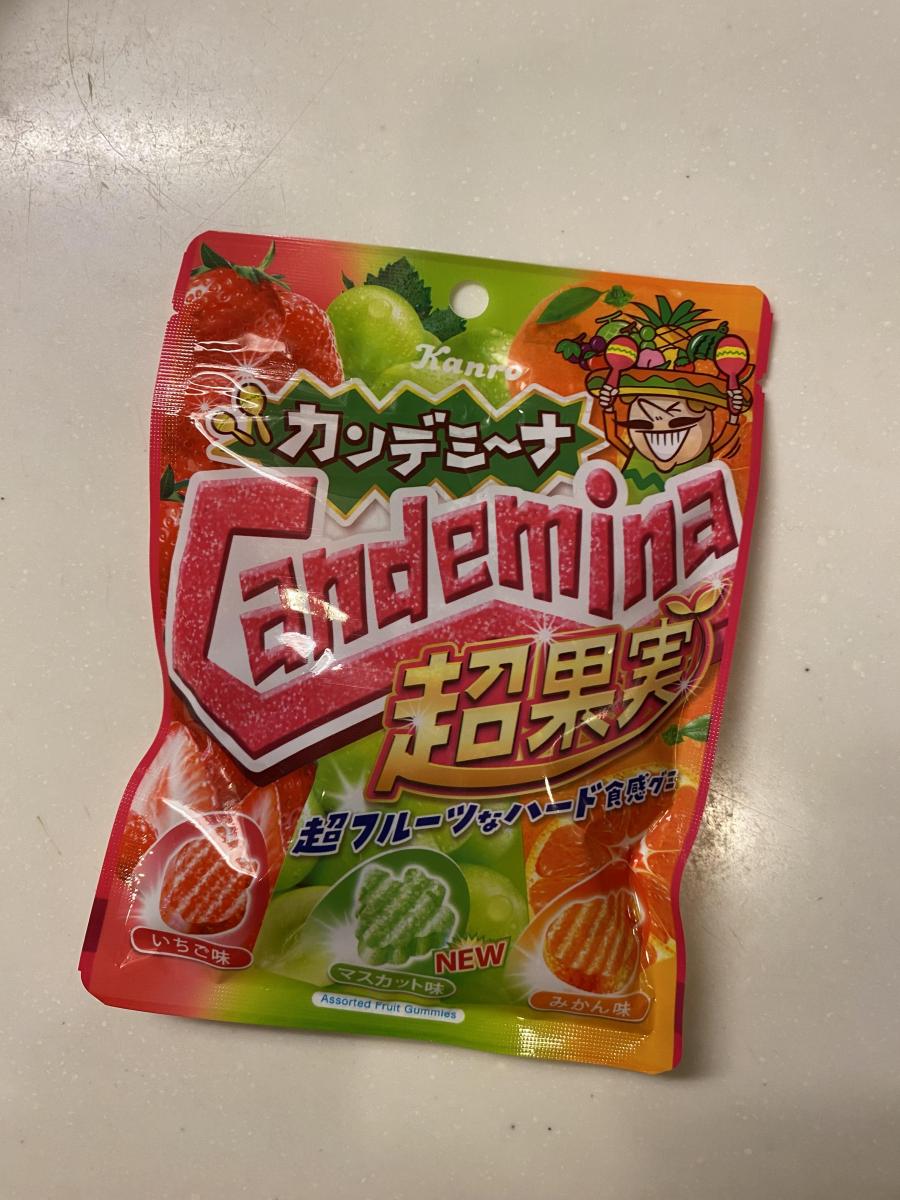 Kanro
カンデミ〜ナ
Candemina
超果実
超フルーツなハード食感グミ
いちご味
マスカット味
NEW
みかん味
Assorted Fruit Gummies